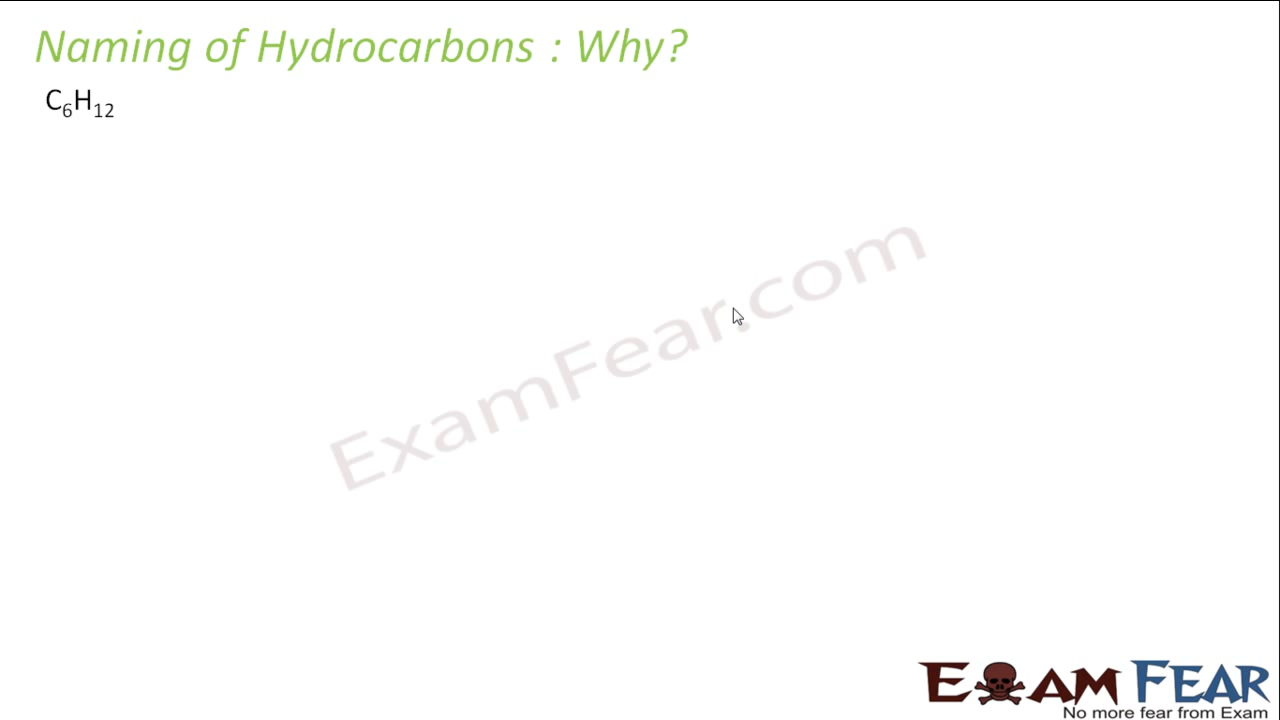 Naming of Hydrocarbons : Why?
C₆H₁₂
ExamFear.com
EXAM FEAR
No more fear from Exam